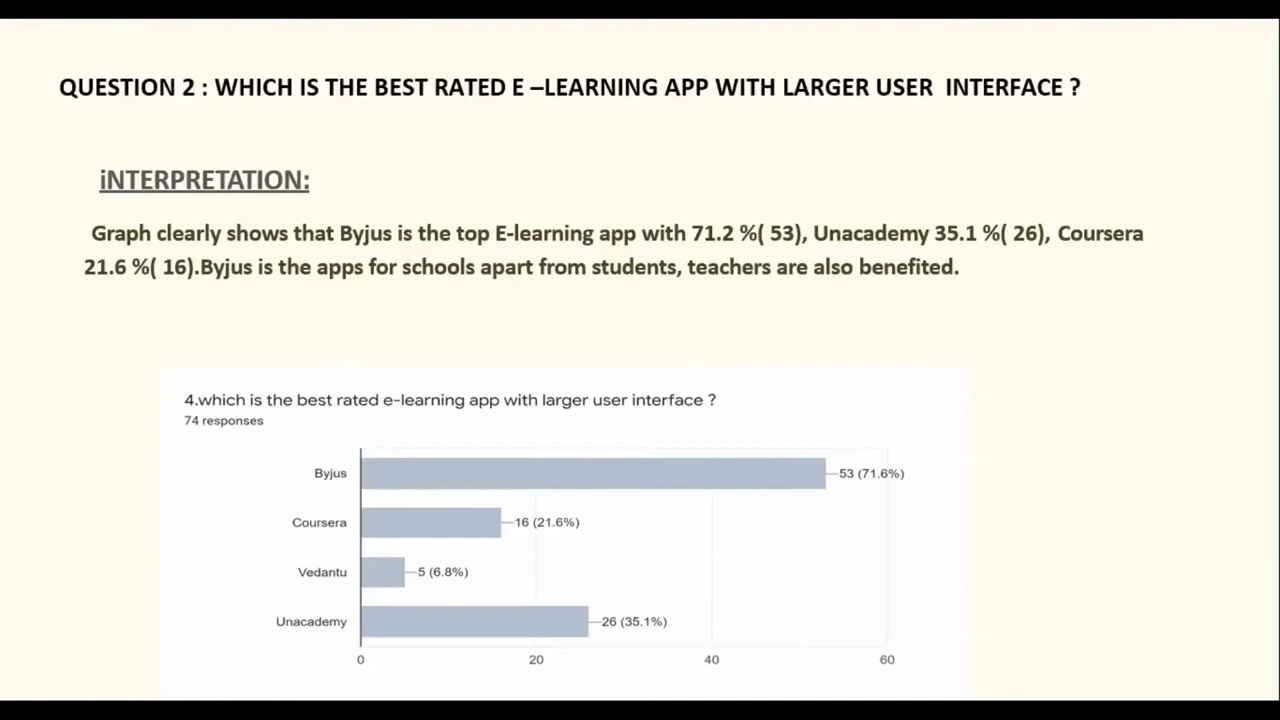 QUESTION 2 : WHICH IS THE BEST RATED E –LEARNING APP WITH LARGER USER INTERFACE ?
iNTERPRETATION:
Graph clearly shows that Byjus is the top E-learning app with 71.2 %( 53), Unacademy 35.1 %( 26), Coursera
21.6 %( 16).Byjus is the apps for schools apart from students, teachers are also benefited.
4.which is the best rated e-learning app with larger user interface ?
74 responses
Byjus 53 (71.6%)
Coursera 16 (21.6%)
Vedantu 5 (6.8%)
Unacademy 26 (35.1%)
0 20 40 60